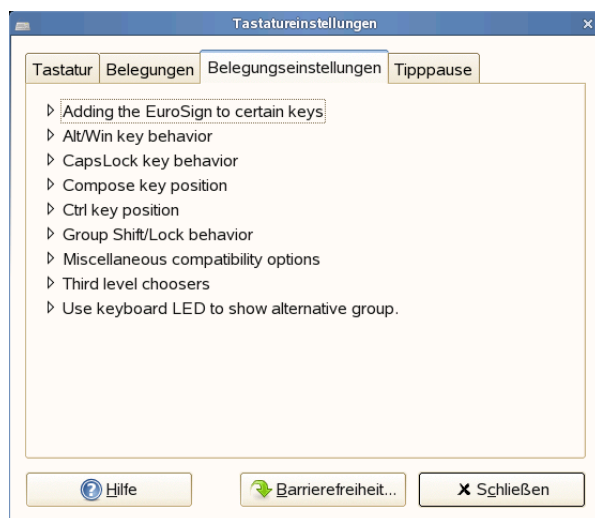 Tastatureinstellungen
Tastatur Belegungen Belegungseinstellungen Tipppause
Adding the EuroSign to certain keys
Alt/Win key behavior
CapsLock key behavior
Compose key position
Ctrl key position
Group Shift/Lock behavior
Miscellaneous compatibility options
Third level choosers
Use keyboard LED to show alternative group.
Hilfe Barrierefreiheit... Schließen